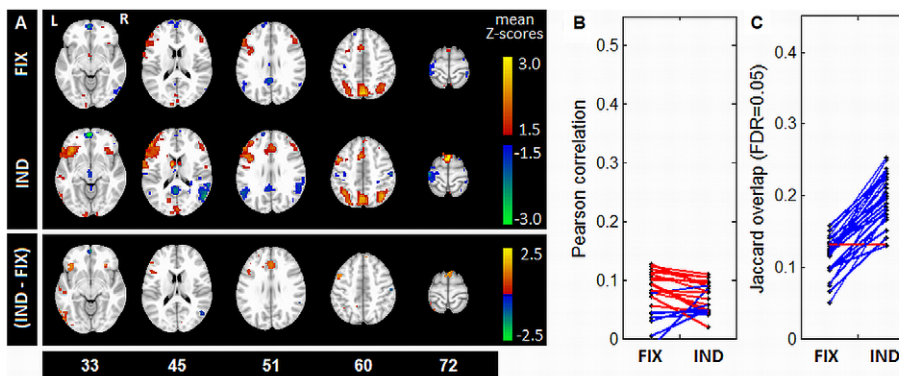 A
L
R
mean
Z-scores
FIX
3.0
1.5
-1.5
IND
-3.0
(IND - FIX)
2.5
-2.5
33 45 51 60 72
B
Pearson correlation
0.5
0.4
0.3
0.2
0.1
0
FIX IND
C
Jaccard overlap (FDR=0.05)
0.4
0.3
0.2
0.1
0
FIX IND